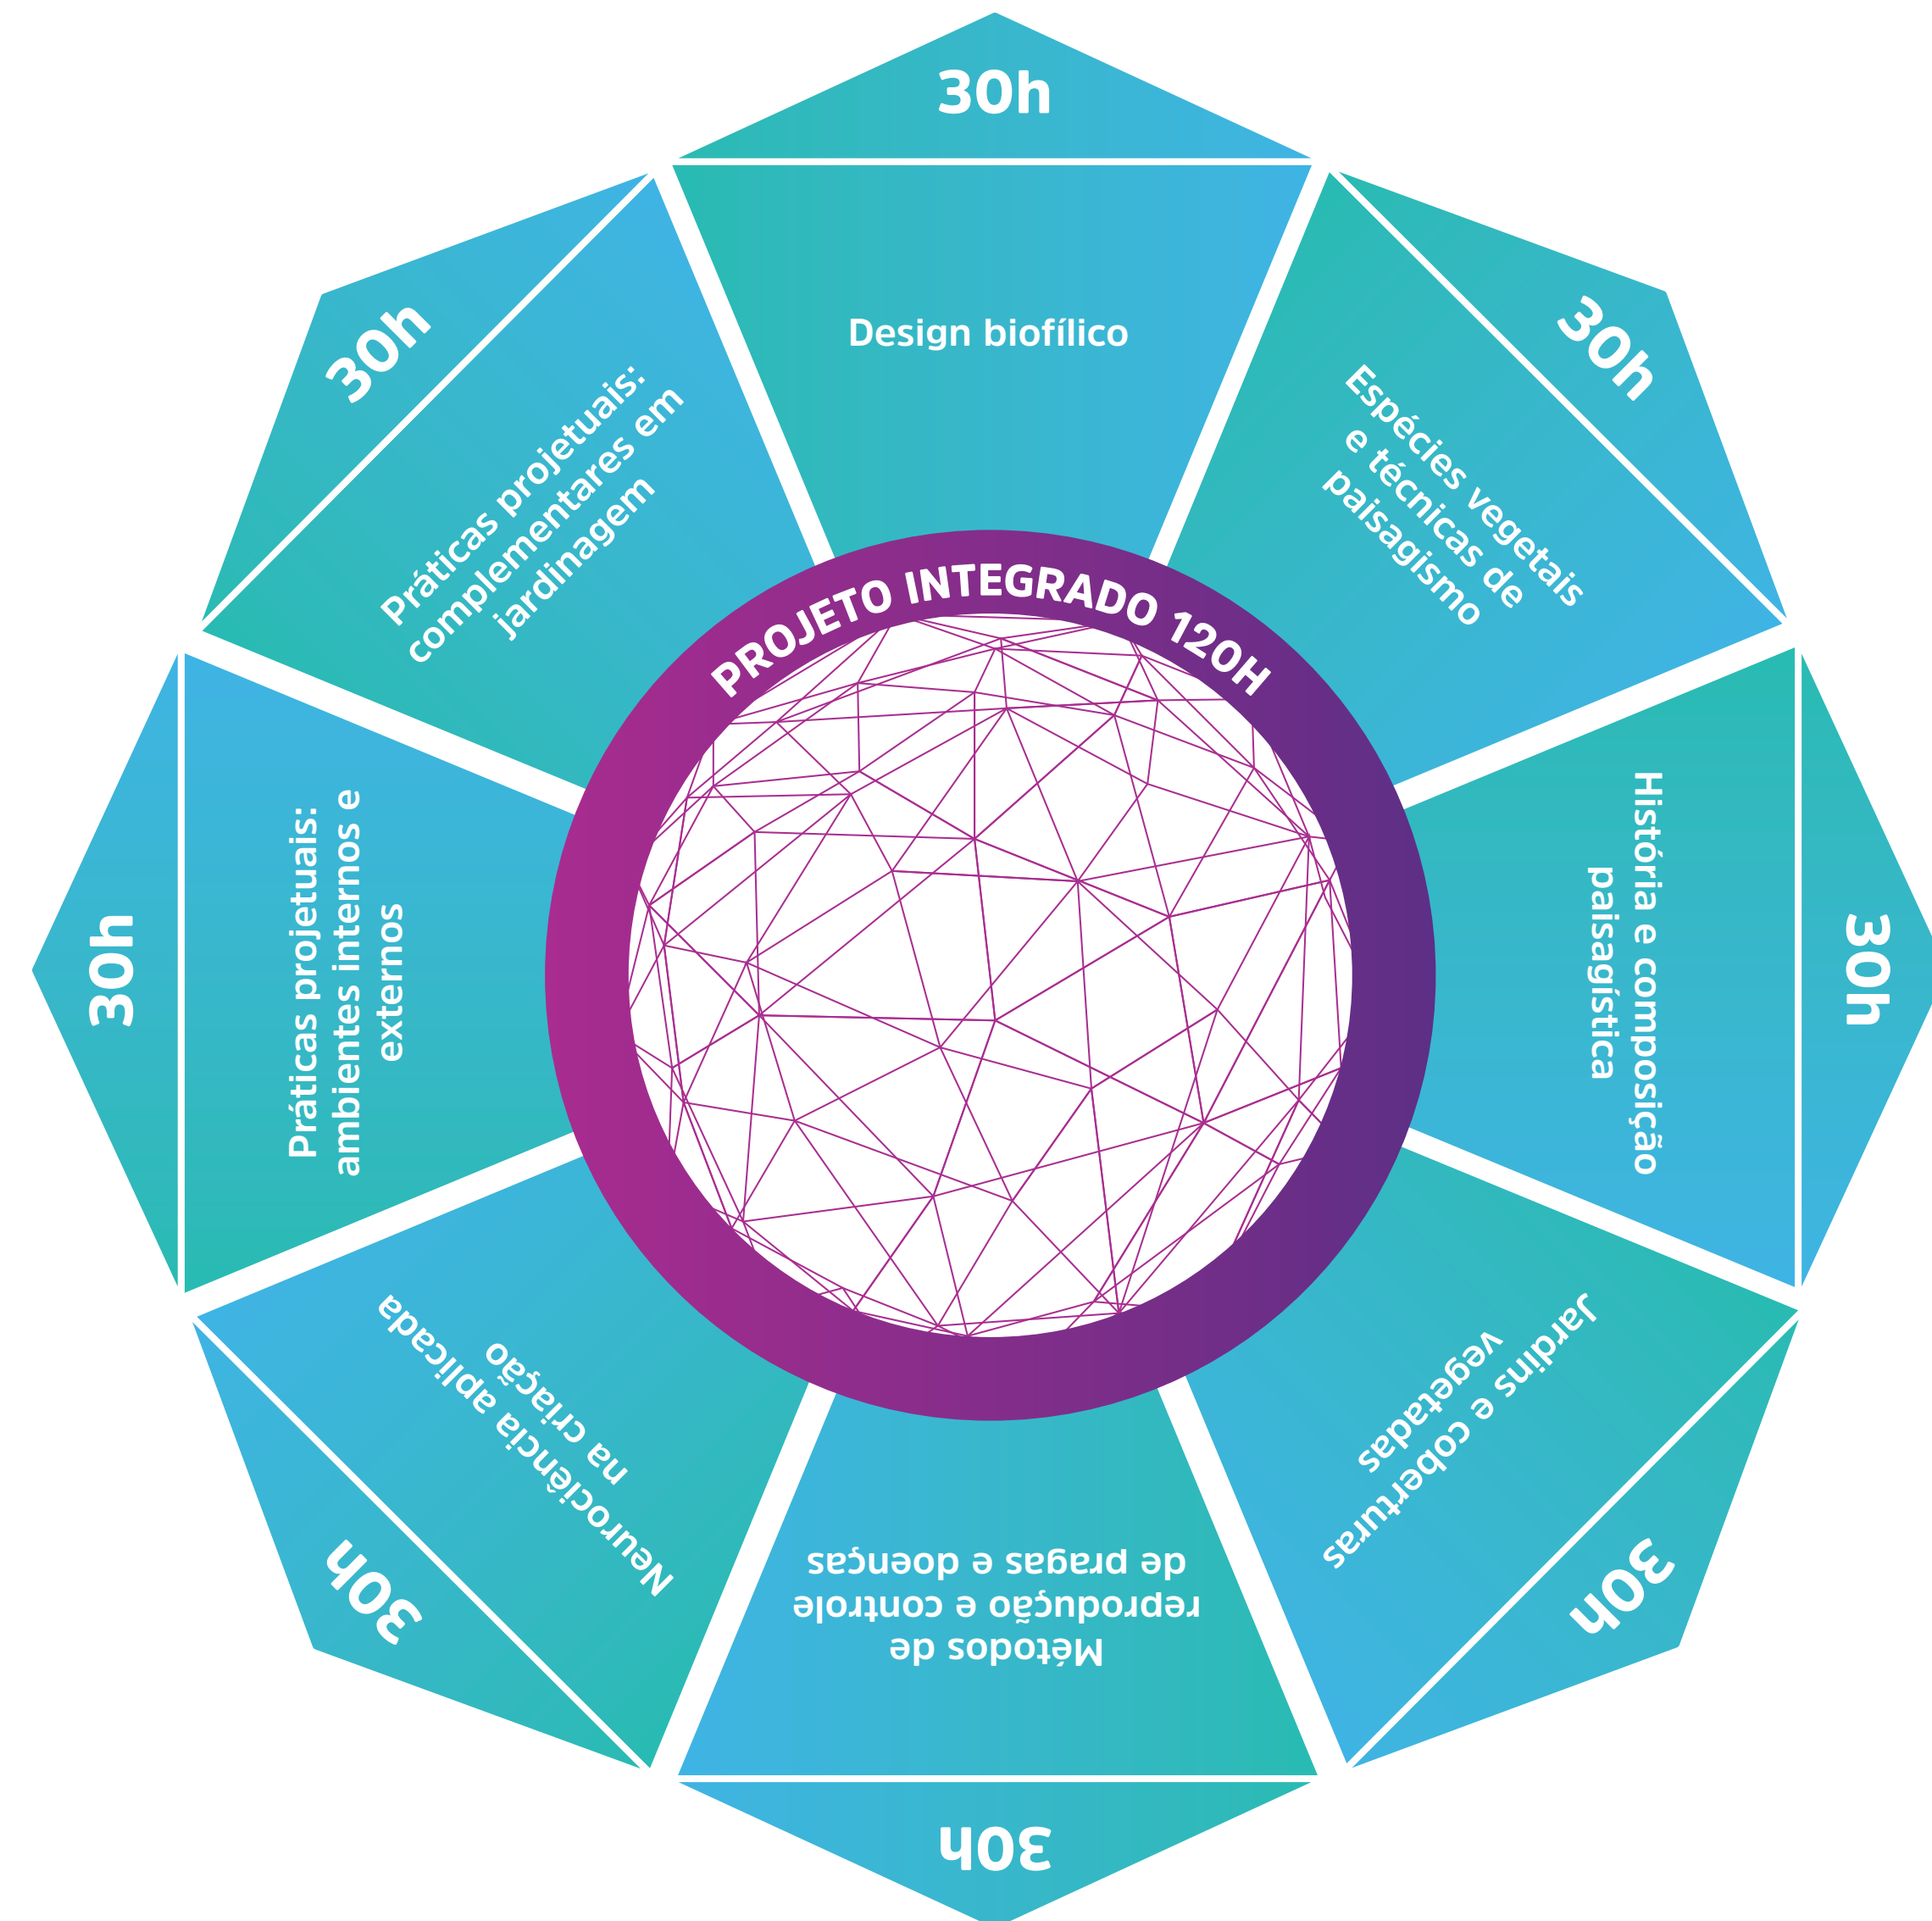 30h
Design biofílico
30h
Espécies vegetais
e técnicas de
paisagismo
30h
História e composição
paisagística
30h
Jardins e coberturas
vegetadas
30h
Métodos de
reprodução e controle
de pragas e doenças
30h
Neurociência aplicada
na criação
30h
Práticas projetuais:
ambientes internos e
externos
30h
Práticas projetuais:
complementares em
jardinagem
PROJETO INTEGRADO 120H